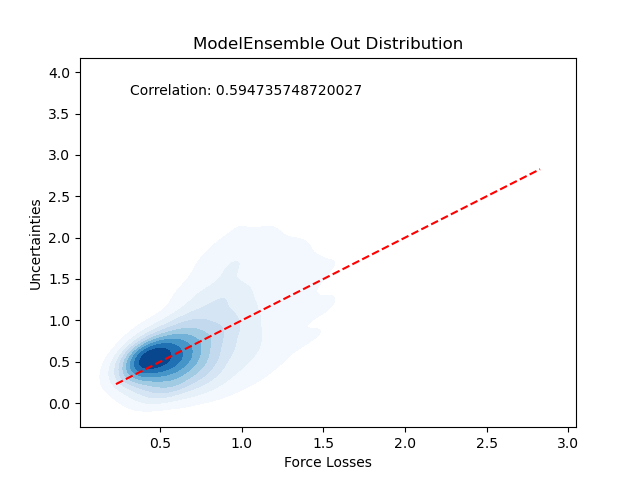 ModelEnsemble Out Distribution
Correlation: 0.594735748720027
Uncertainties
4.0
3.5
3.0
2.5
2.0
1.5
1.0
0.5
0.0
0.5 1.0 1.5 2.0 2.5 3.0
Force Losses